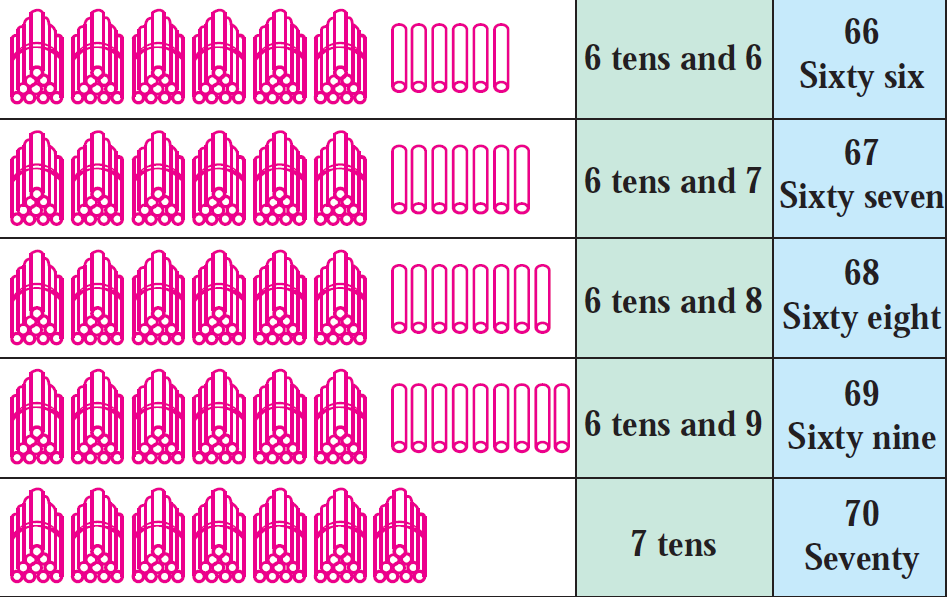 6 tens and 6
66
Sixty six
6 tens and 7
67
Sixty seven
6 tens and 8
68
Sixty eight
6 tens and 9
69
Sixty nine
7 tens
70
Seventy